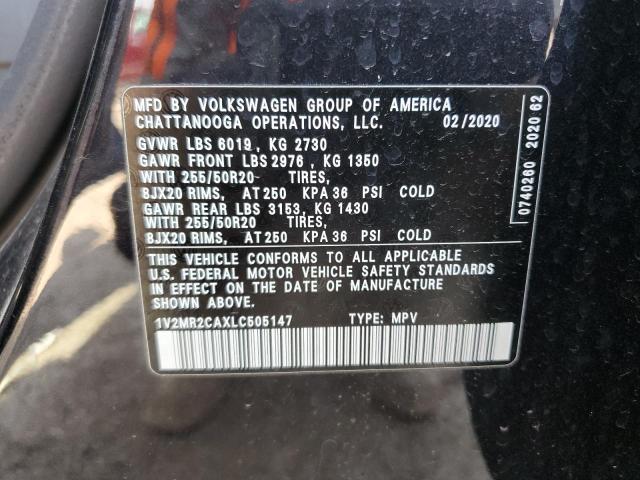 MFD BY VOLKSWAGEN GROUP OF AMERICA
CHATTANOOGA OPERATIONS, LLC. 02/2020
GVWR LBS 6019, KG 2730
GAWR FRONT LBS 2976, KG 1350
WITH 255/50R20 TIRES,
8JX20 RIMS, AT 250 KPA 36 PSI COLD
GAWR REAR LBS 3153, KG 1430
WITH 255/50R20 TIRES,
8JX20 RIMS, AT 250 KPA 36 PSI COLD
THIS VEHICLE CONFORMS TO ALL APPLICABLE
U.S. FEDERAL MOTOR VEHICLE SAFETY STANDARDS
IN EFFECT ON THE DATE OF MANUFACTURE
SHOWN ABOVE.
1V2MR2CAXLC505147 TYPE: MPV
0740260 2020 62